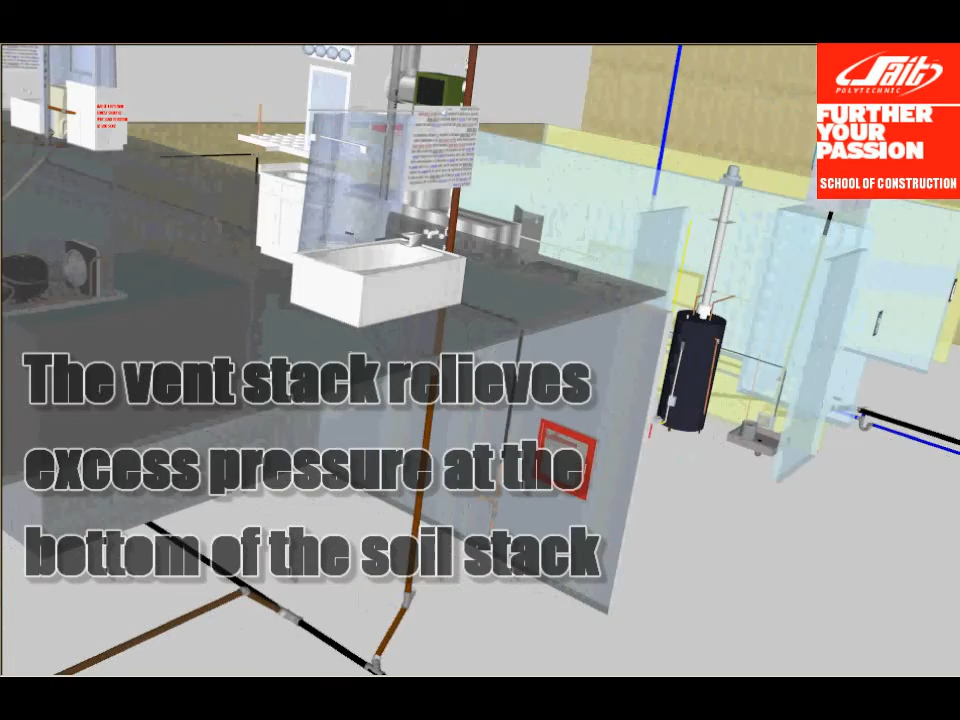 Sait
POLYTECHNIC
FURTHER
YOUR
PASSION
SCHOOL OF CONSTRUCTION
The vent stack relieves
excess pressure at the
bottom of the soil stack